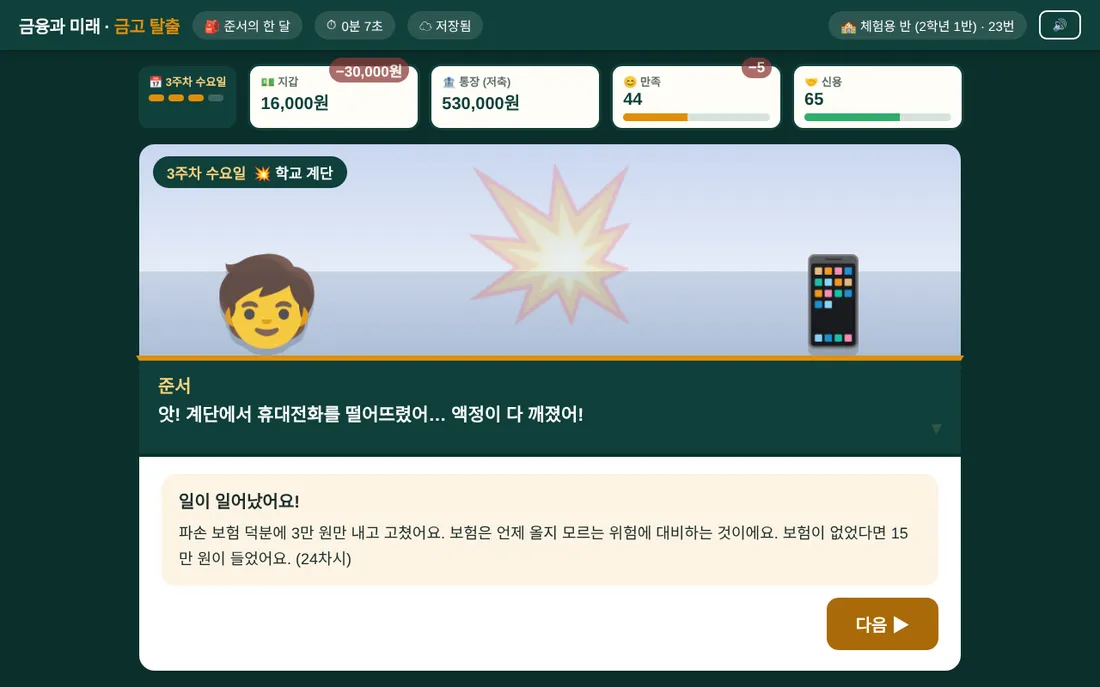 금융과 미래 · 금고 탈출
🎒 준서의 한 달
⏱ 0분 7초
☁ 저장됨
🏫 체험용 반 (2학년 1반) · 23번
🔊
📅 3주차 수요일
💵 지갑
−30,000원
16,000원
🏦 통장 (저축)
530,000원
😊 만족
−5
44
🤝 신용
65
3주차 수요일 💥 학교 계단
준서
앗! 계단에서 휴대전화를 떨어뜨렸어… 액정이 다 깨졌어!
▼
일이 일어났어요!
파손 보험 덕분에 3만 원만 내고 고쳤어요. 보험은 언제 올지 모르는 위험에 대비하는 것이에요. 보험이 없었다면 15
만 원이 들었어요. (24차시)
다음 ▶